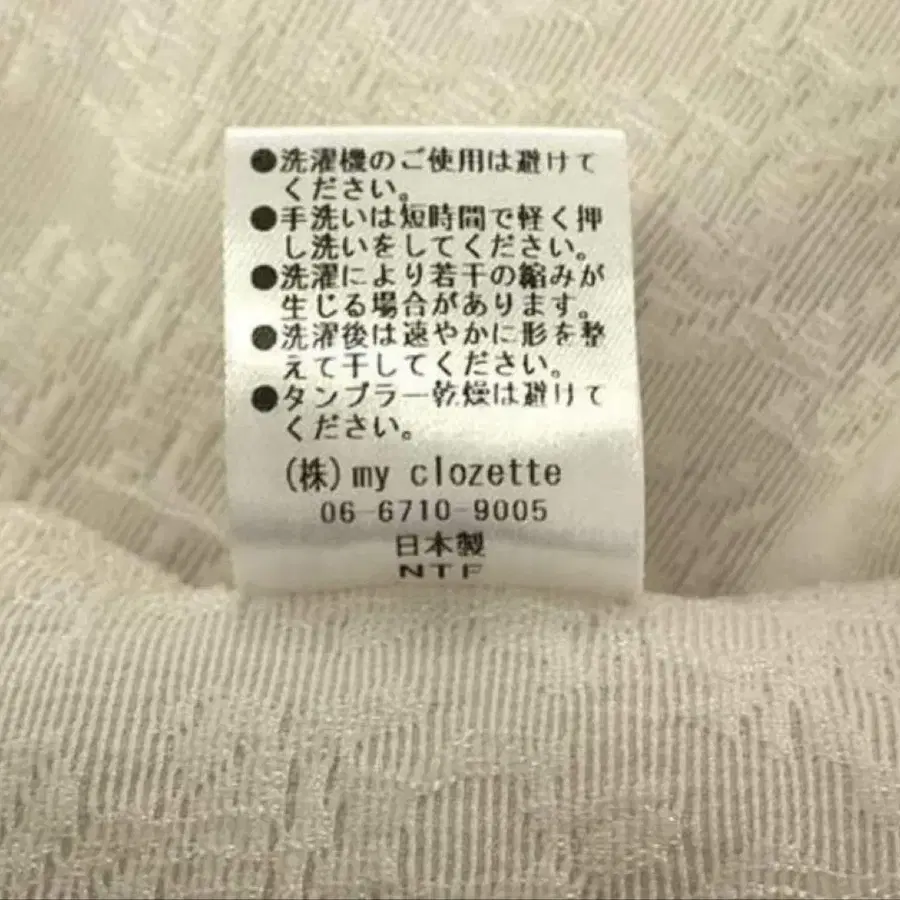 ●洗濯機のご使用は避けて
ください。
●手洗いは短時間で軽く押
し洗いをしてください。
●洗濯により若干の縮みが
生じる場合があります。
●洗濯後は速やかに形を整
えて干してください。
●タンブラー乾燥は避けて
ください。
(株)my clozette
06-6710-9005
日本製
NTF